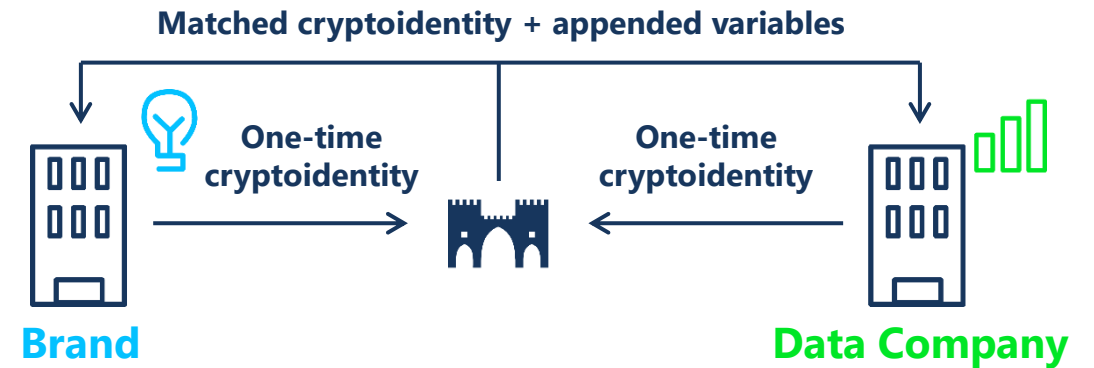 Matched cryptoidentity + appended variables
One-time
cryptoidentity
One-time
cryptoidentity
Brand
Data Company